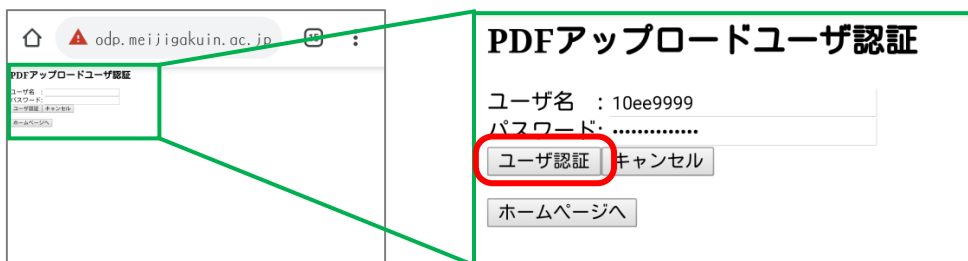 odp.meijigakuin.ac.jp
15
PDFアップロードユーザ認証
ユーザ名 :
パスワード:
ユーザ認証 キャンセル
ホームページへ
PDFアップロードユーザ認証
ユーザ名 : 10ee9999
パスワード: ••••••••••••••
ユーザ認証 キャンセル
ホームページへ